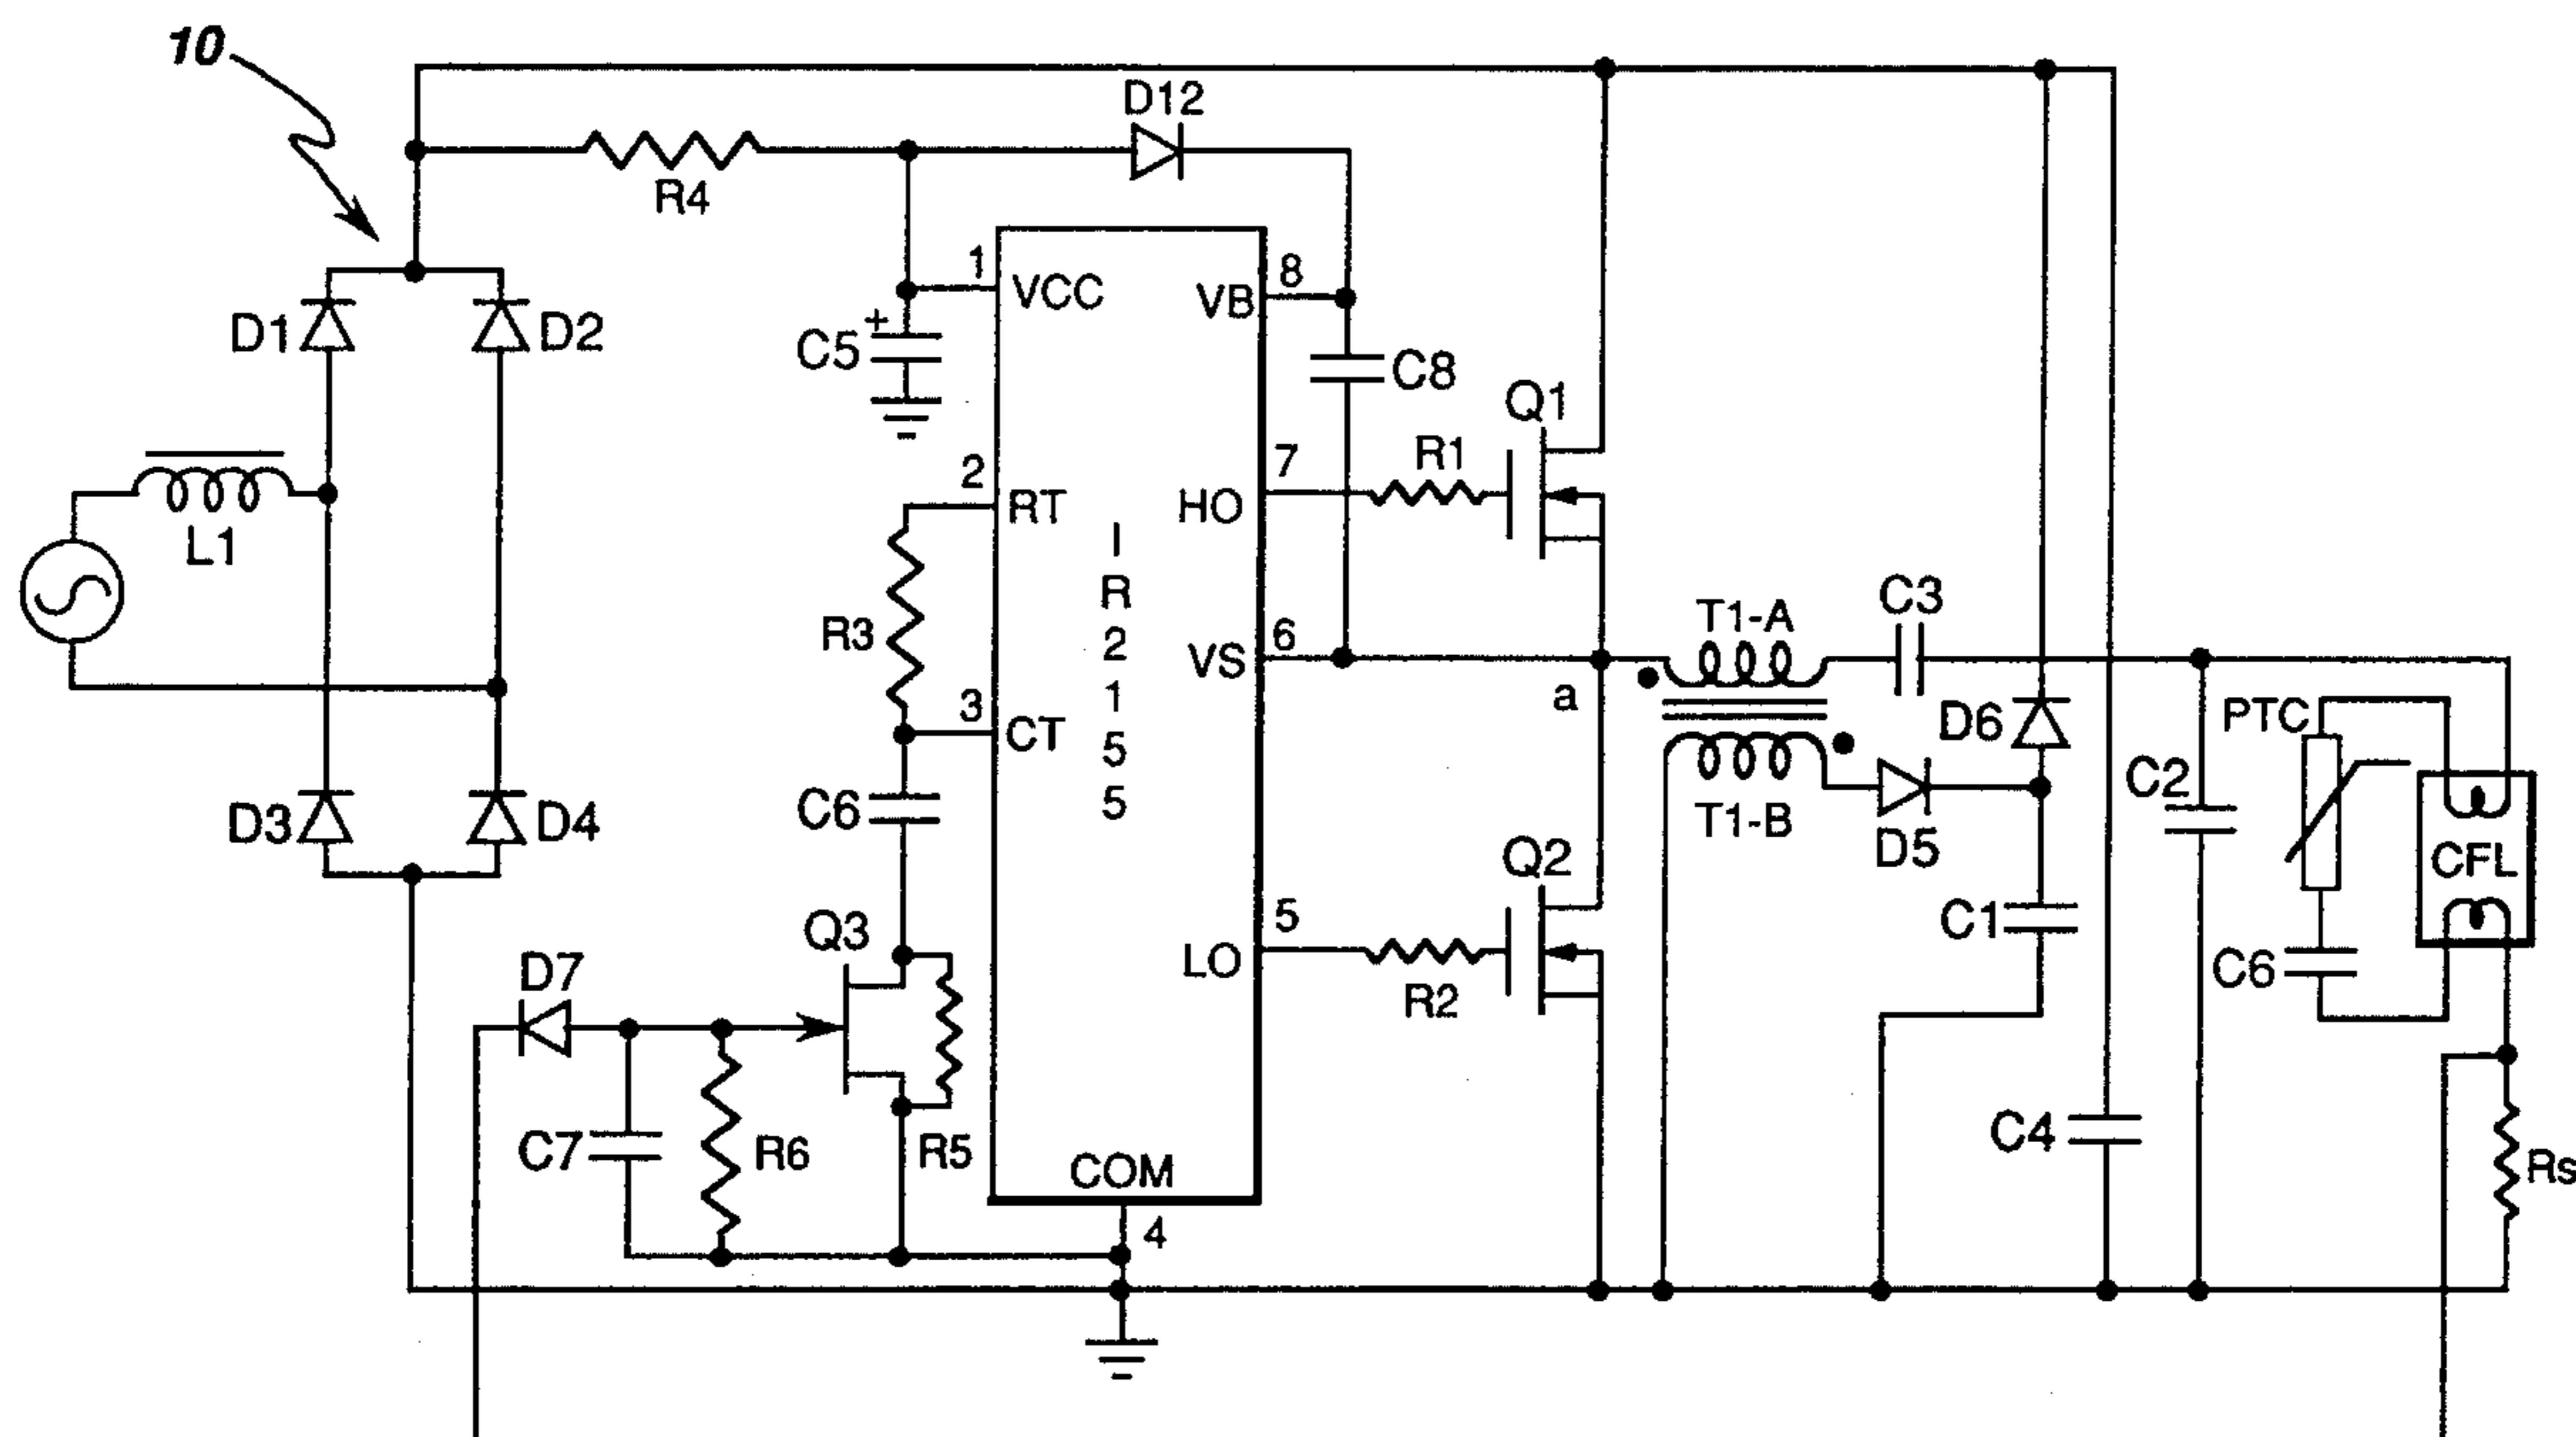 10
D12
R4
1
VCC
8
VB
D1
D2
+
C5
C8
Q1
L1
2
RT
7
HO
R1
I
R
2
1
5
5
R3
6
VS
T1-A
C3
a
3
CT
D6
PTC
C6
T1-B
D5
C2
D3
D4
Q2
CFL
Q3
5
LO
R2
C1
C6
D7
C7
R6
R5
C4
Rs
COM
4